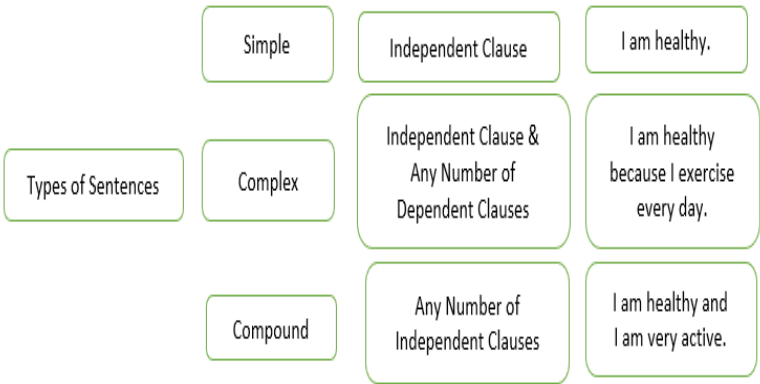 Types of Sentences
Simple
Independent Clause
I am healthy.
Complex
Independent Clause &
Any Number of
Dependent Clauses
I am healthy
because I exercise
every day.
Compound
Any Number of
Independent Clauses
I am healthy and
I am very active.